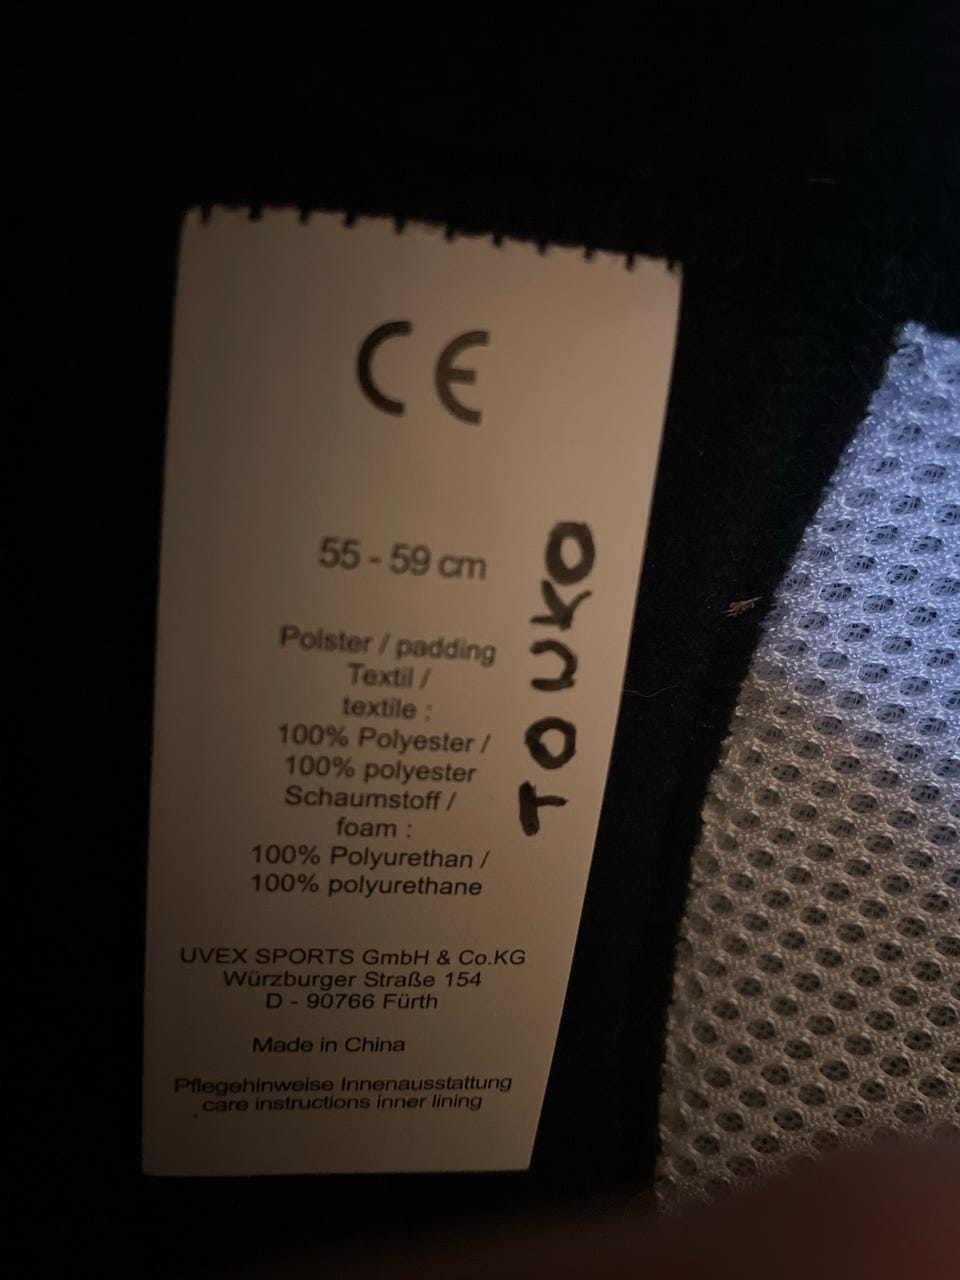 CE
55 - 59 cm
Polster / padding
Textil /
textile :
100% Polyester /
100% polyester
Schaumstoff /
foam :
100% Polyurethan /
100% polyurethane
UVEX SPORTS GmbH & Co.KG
Würzburger Straße 154
D - 90766 Fürth
Made in China
Pflegehinweise Innenausstattung
care instructions inner lining
TOUKO